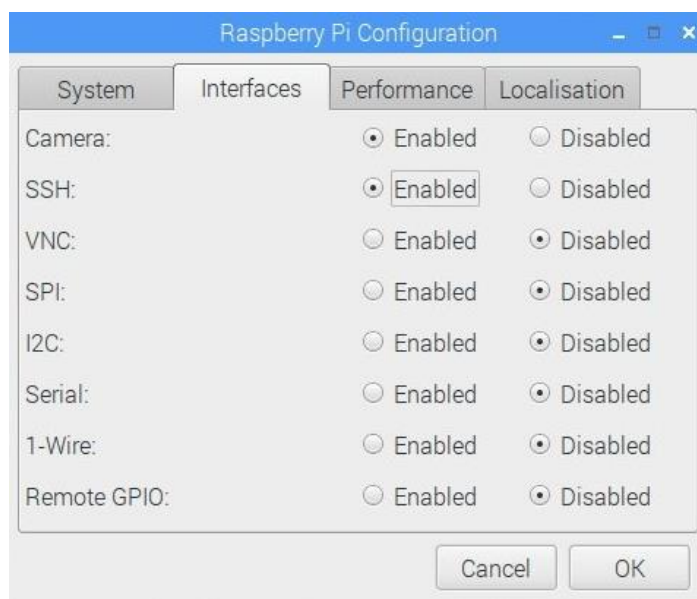 Raspberry Pi Configuration
System Interfaces Performance Localisation
Camera: Enabled Disabled
SSH: Enabled Disabled
VNC: Enabled Disabled
SPI: Enabled Disabled
I2C: Enabled Disabled
Serial: Enabled Disabled
1-Wire: Enabled Disabled
Remote GPIO: Enabled Disabled
Cancel OK